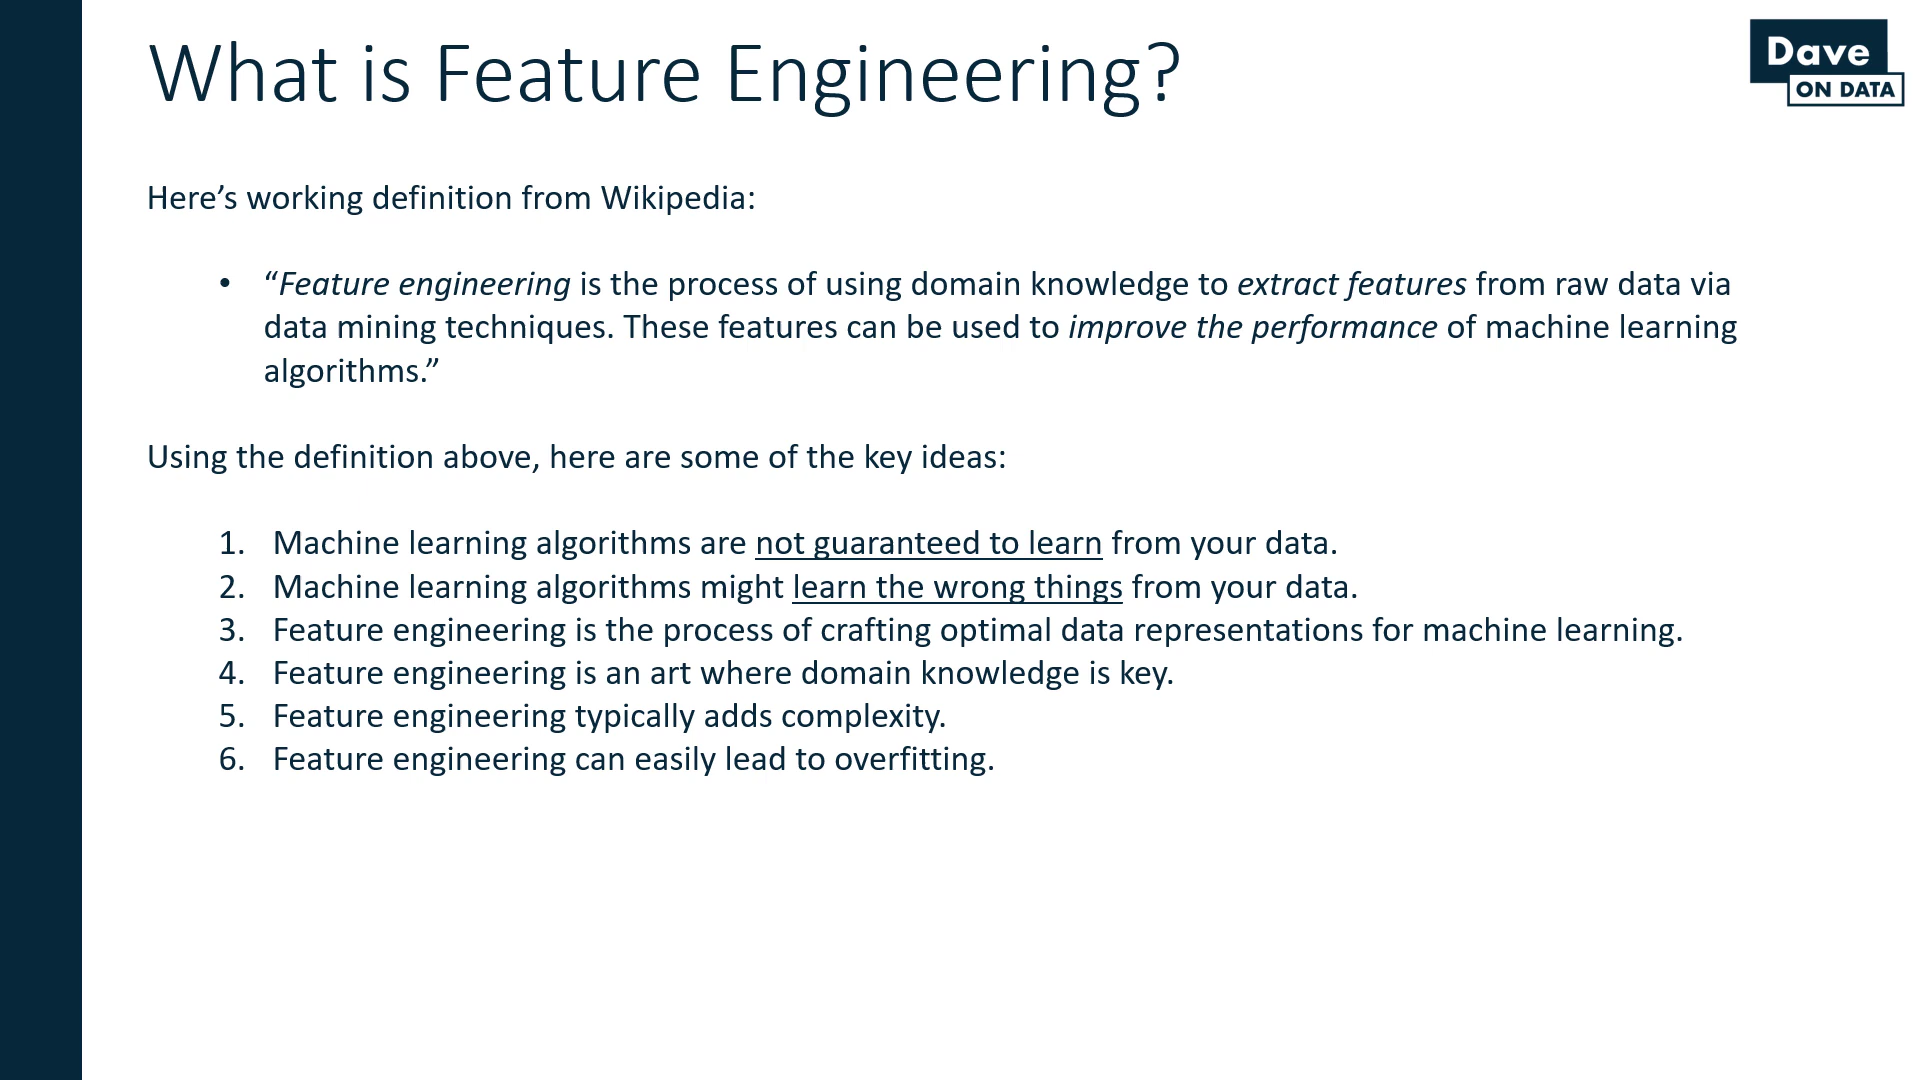 What is Feature Engineering?
Dave
ON DATA
Here’s working definition from Wikipedia:
• “Feature engineering is the process of using domain knowledge to extract features from raw data via
data mining techniques. These features can be used to improve the performance of machine learning
algorithms.”
Using the definition above, here are some of the key ideas:
1. Machine learning algorithms are not guaranteed to learn from your data.
2. Machine learning algorithms might learn the wrong things from your data.
3. Feature engineering is the process of crafting optimal data representations for machine learning.
4. Feature engineering is an art where domain knowledge is key.
5. Feature engineering typically adds complexity.
6. Feature engineering can easily lead to overfitting.